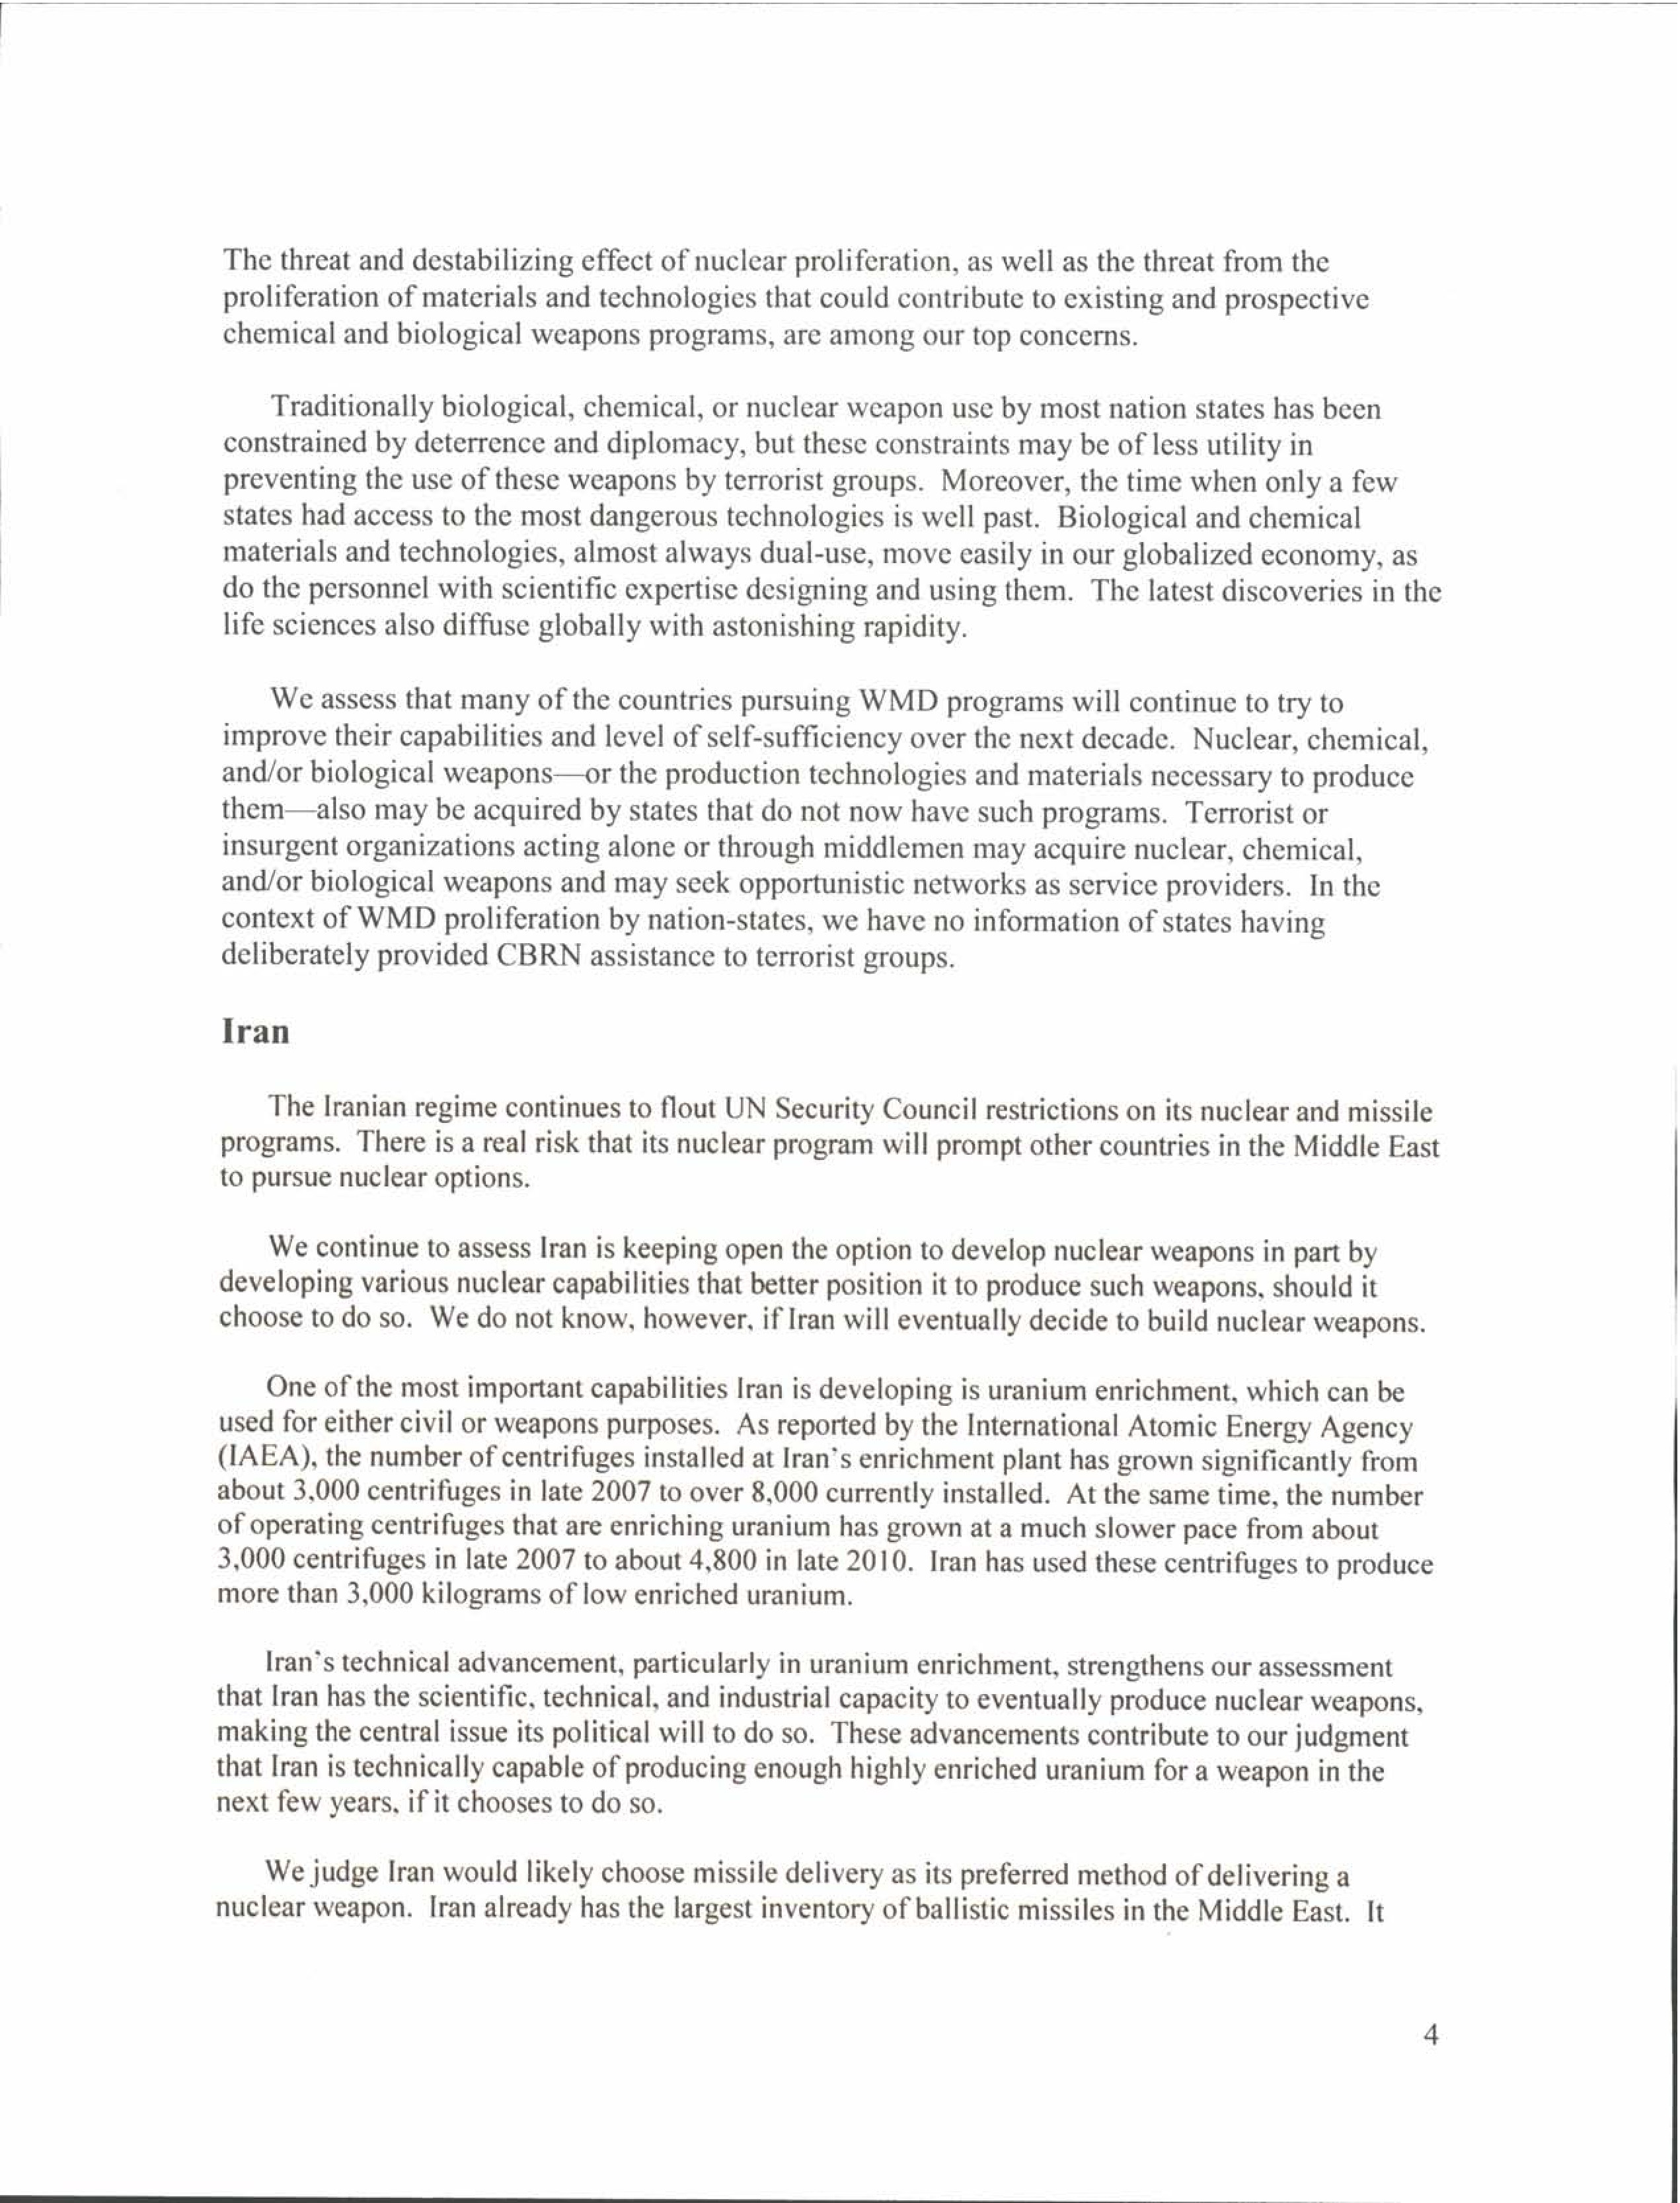 The threat and destabilizing effect of nuclear proliferation, as well as the threat from the
proliferation of materials and technologies that could contribute to existing and prospective
chemical and biological weapons programs, are among our top concerns.
Traditionally biological, chemical, or nuclear weapon use by most nation states has been
constrained by deterrence and diplomacy, but these constraints may be of less utility in
preventing the use of these weapons by terrorist groups. Moreover, the time when only a few
states had access to the most dangerous technologies is well past. Biological and chemical
materials and technologies, almost always dual-use, move easily in our globalized economy, as
do the personnel with scientific expertise designing and using them. The latest discoveries in the
life sciences also diffuse globally with astonishing rapidity.
We assess that many of the countries pursuing WMD programs will continue to try to
improve their capabilities and level of self-sufficiency over the next decade. Nuclear, chemical,
and/or biological weapons—or the production technologies and materials necessary to produce
them—also may be acquired by states that do not now have such programs. Terrorist or
insurgent organizations acting alone or through middlemen may acquire nuclear, chemical,
and/or biological weapons and may seek opportunistic networks as service providers. In the
context of WMD proliferation by nation-states, we have no information of states having
deliberately provided CBRN assistance to terrorist groups.
Iran
The Iranian regime continues to flout UN Security Council restrictions on its nuclear and missile
programs. There is a real risk that its nuclear program will prompt other countries in the Middle East
to pursue nuclear options.
We continue to assess Iran is keeping open the option to develop nuclear weapons in part by
developing various nuclear capabilities that better position it to produce such weapons, should it
choose to do so. We do not know, however, if Iran will eventually decide to build nuclear weapons.
One of the most important capabilities Iran is developing is uranium enrichment, which can be
used for either civil or weapons purposes. As reported by the International Atomic Energy Agency
(IAEA), the number of centrifuges installed at Iran's enrichment plant has grown significantly from
about 3,000 centrifuges in late 2007 to over 8,000 currently installed. At the same time, the number
of operating centrifuges that are enriching uranium has grown at a much slower pace from about
3,000 centrifuges in late 2007 to about 4,800 in late 2010. Iran has used these centrifuges to produce
more than 3,000 kilograms of low enriched uranium.
Iran's technical advancement, particularly in uranium enrichment, strengthens our assessment
that Iran has the scientific, technical, and industrial capacity to eventually produce nuclear weapons,
making the central issue its political will to do so. These advancements contribute to our judgment
that Iran is technically capable of producing enough highly enriched uranium for a weapon in the
next few years, if it chooses to do so.
We judge Iran would likely choose missile delivery as its preferred method of delivering a
nuclear weapon. Iran already has the largest inventory of ballistic missiles in the Middle East. It
4